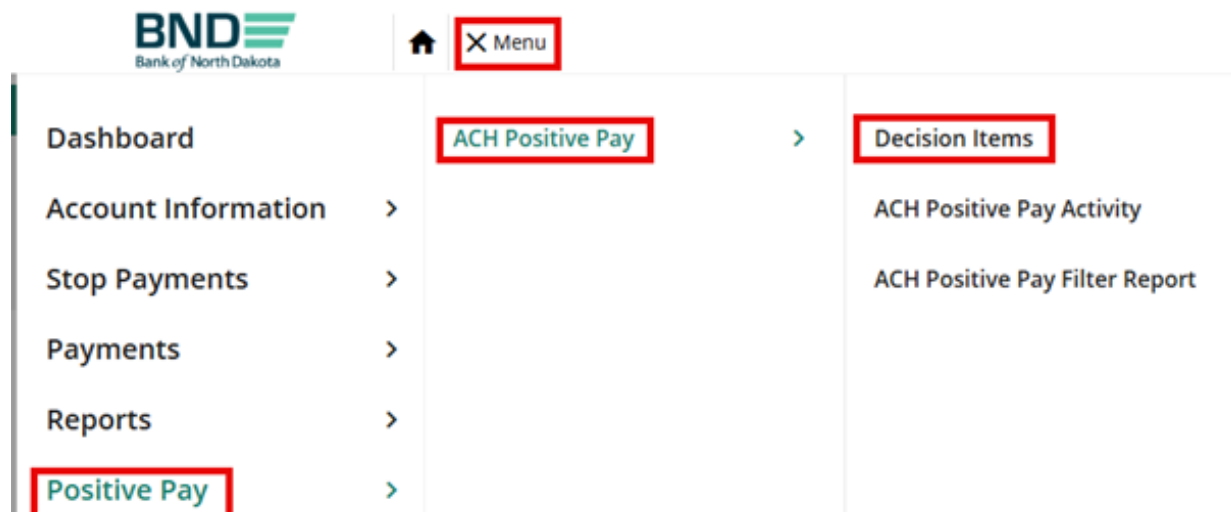 BND
Bank of North Dakota
Menu
Dashboard
Account Information
Stop Payments
Payments
Reports
Positive Pay
ACH Positive Pay
Decision Items
ACH Positive Pay Activity
ACH Positive Pay Filter Report